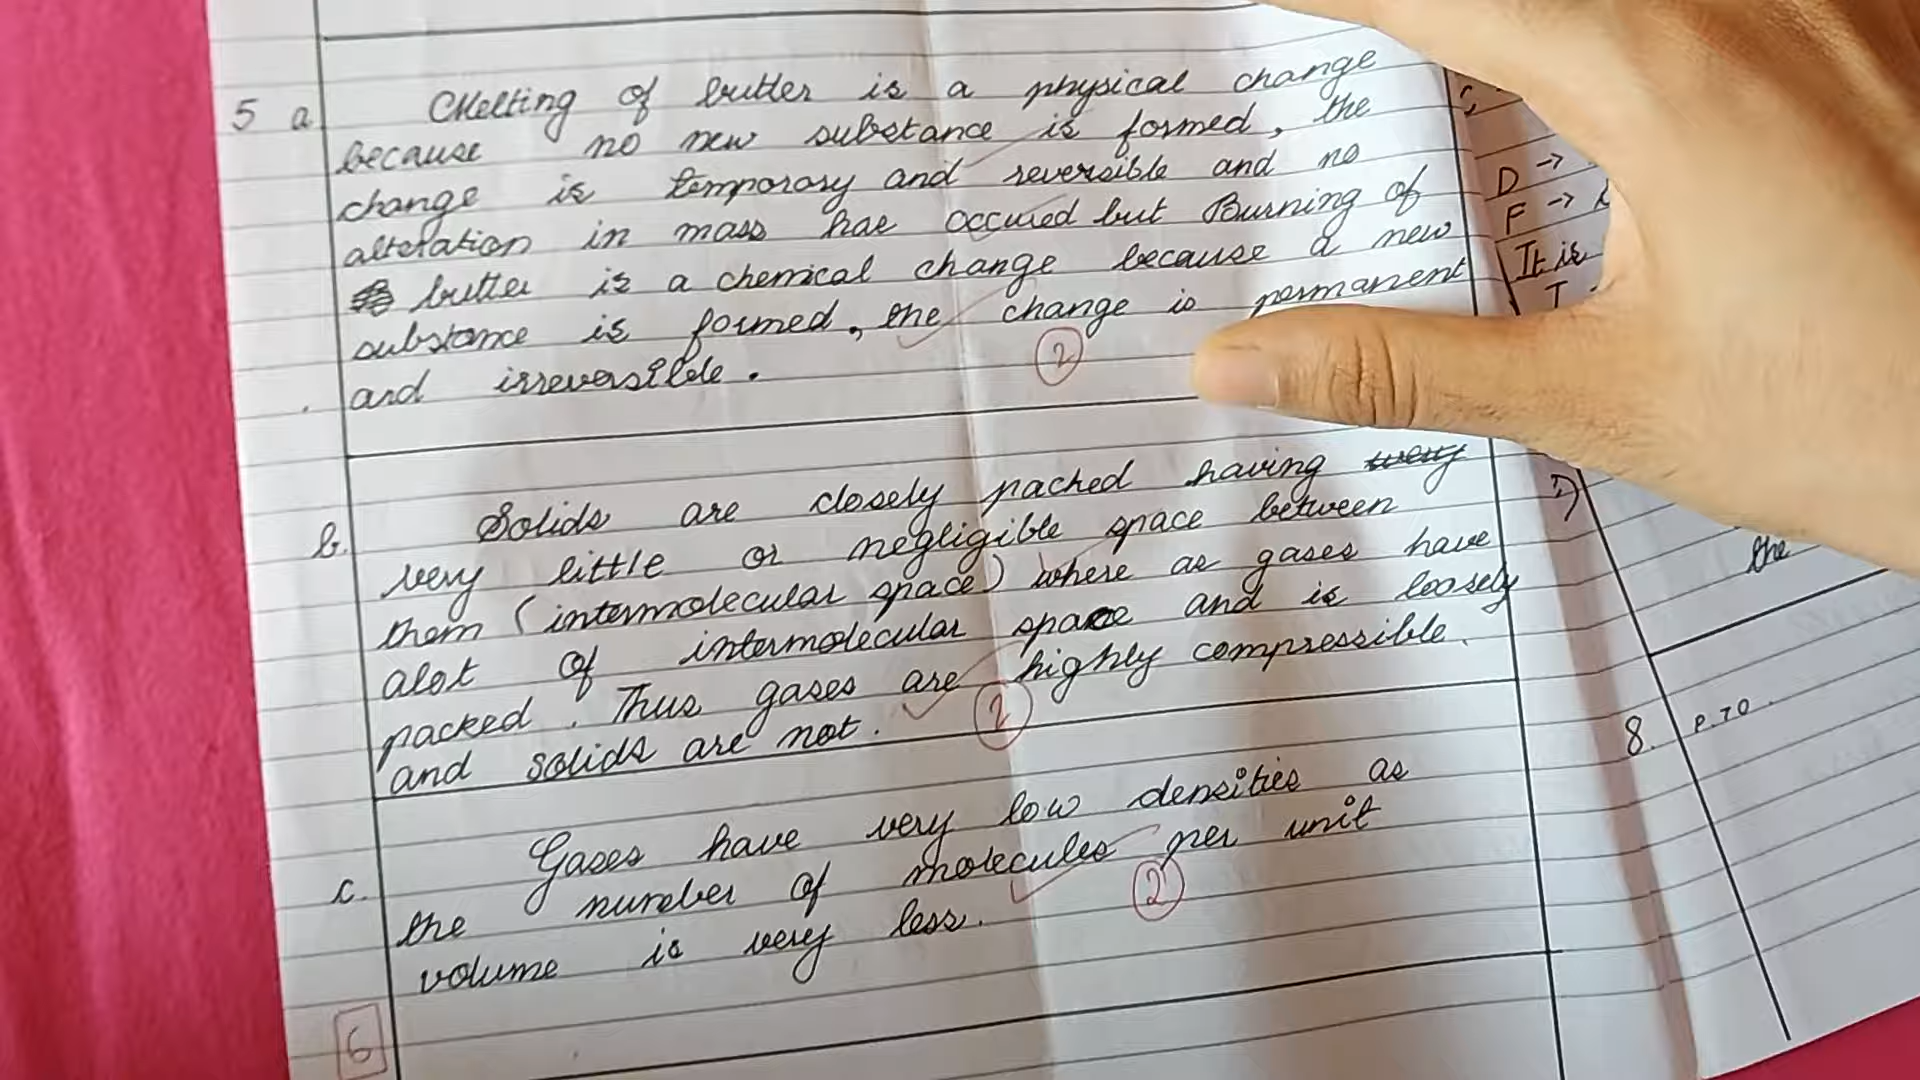 5 a Melting of butter is a physical change
because no new substance is formed, the
change is temporary and reversible and no
alteration in mass has occured but Burning of
butter is a chemical change because a new
substance is formed, the change is permanent
and irreversible.
2
b. Solids are closely packed having very
very little or negligible space between
them (intermolecular space) where as gases have
alot of intermolecular space and is loosely
packed. Thus gases are highly compressible.
and solids are not.
2
c. Gases have very low densities as
the number of molecules per unit
volume is very less.
2
6
D →
F →
It is
T
the
8. P.T.O.